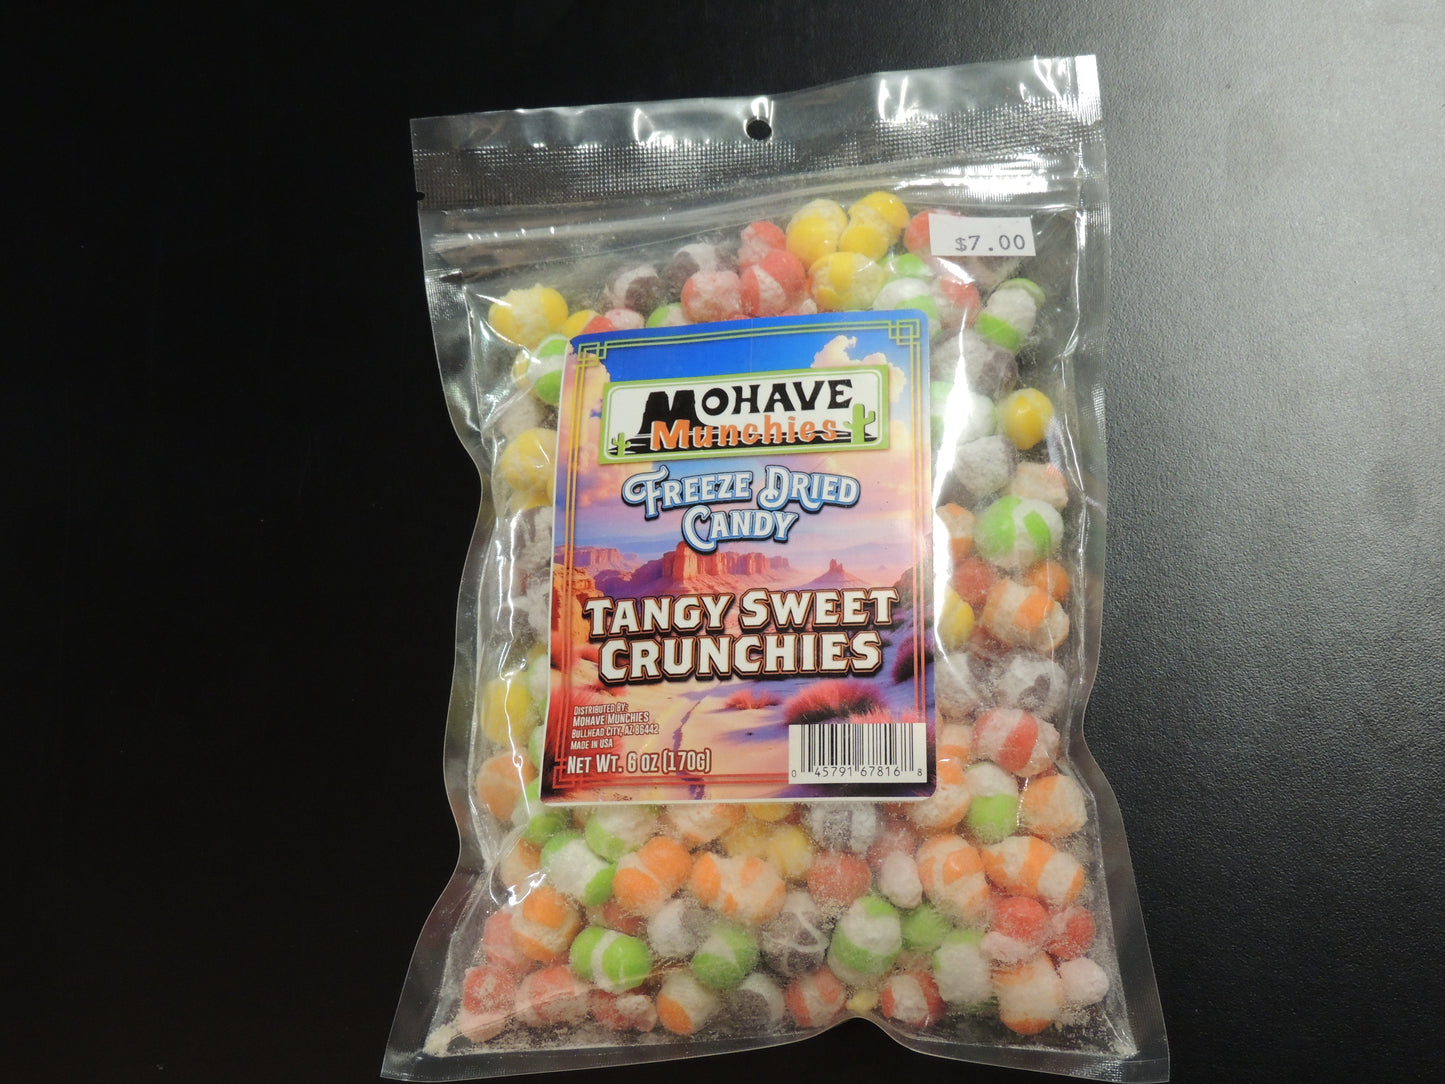 $7.00
MOHAVE
Munchies
FREEZE DRIED
CANDY
TANGY SWEET
CRUNCHIES
DISTRIBUTED BY:
MOHAVE MUNCHIES
BULLHEAD CITY, AZ 86442
MADE IN USA
NET WT. 6 OZ (170G)
0 45791 67816 8